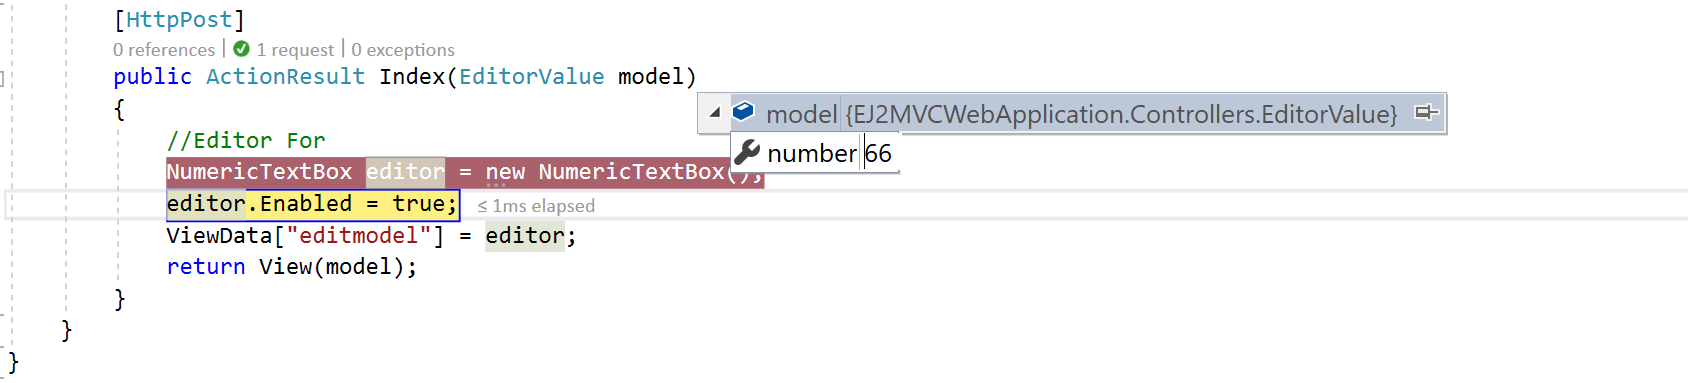 [HttpPost]
0 references | 1 request | 0 exceptions
public ActionResult Index(EditorValue model)
{
model {EJ2MVCWebApplication.Controllers.EditorValue}
//Editor For
number 66
NumericTextBox editor = new NumericTextBox();
editor.Enabled = true; ≤ 1ms elapsed
ViewData["editmodel"] = editor;
return View(model);
}
}
}